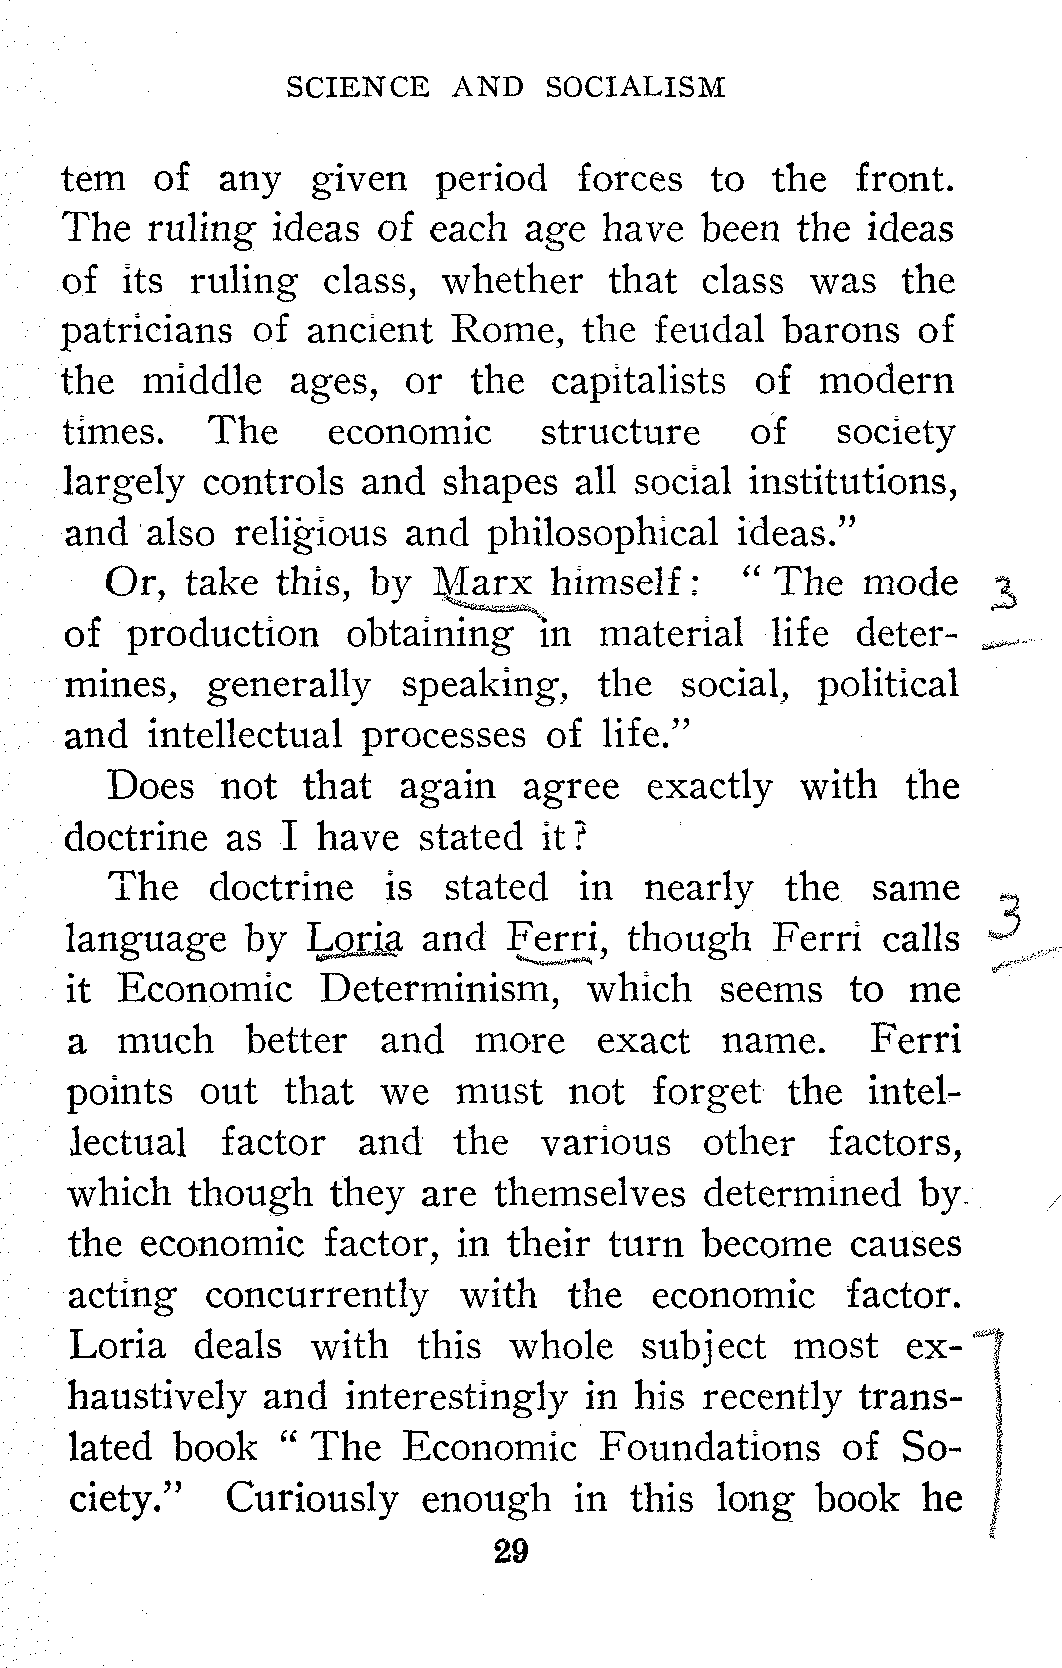 SCIENCE AND SOCIALISM
tem of any given period forces to the front.
The ruling ideas of each age have been the ideas
of its ruling class, whether that class was the
patricians of ancient Rome, the feudal barons of
the middle ages, or the capitalists of modern
times. The economic structure of society
largely controls and shapes all social institutions,
and also religious and philosophical ideas.”
Or, take this, by Marx himself: “ The mode 3
of production obtaining in material life deter-
mines, generally speaking, the social, political
and intellectual processes of life.”
Does not that again agree exactly with the
doctrine as I have stated it?
The doctrine is stated in nearly the same 3
language by Loria and Ferri, though Ferri calls
it Economic Determinism, which seems to me
a much better and more exact name. Ferri
points out that we must not forget the intel-
lectual factor and the various other factors,
which though they are themselves determined by
the economic factor, in their turn become causes
acting concurrently with the economic factor.
Loria deals with this whole subject most ex-
haustively and interestingly in his recently trans-
lated book “ The Economic Foundations of So-
ciety.” Curiously enough in this long book he
29